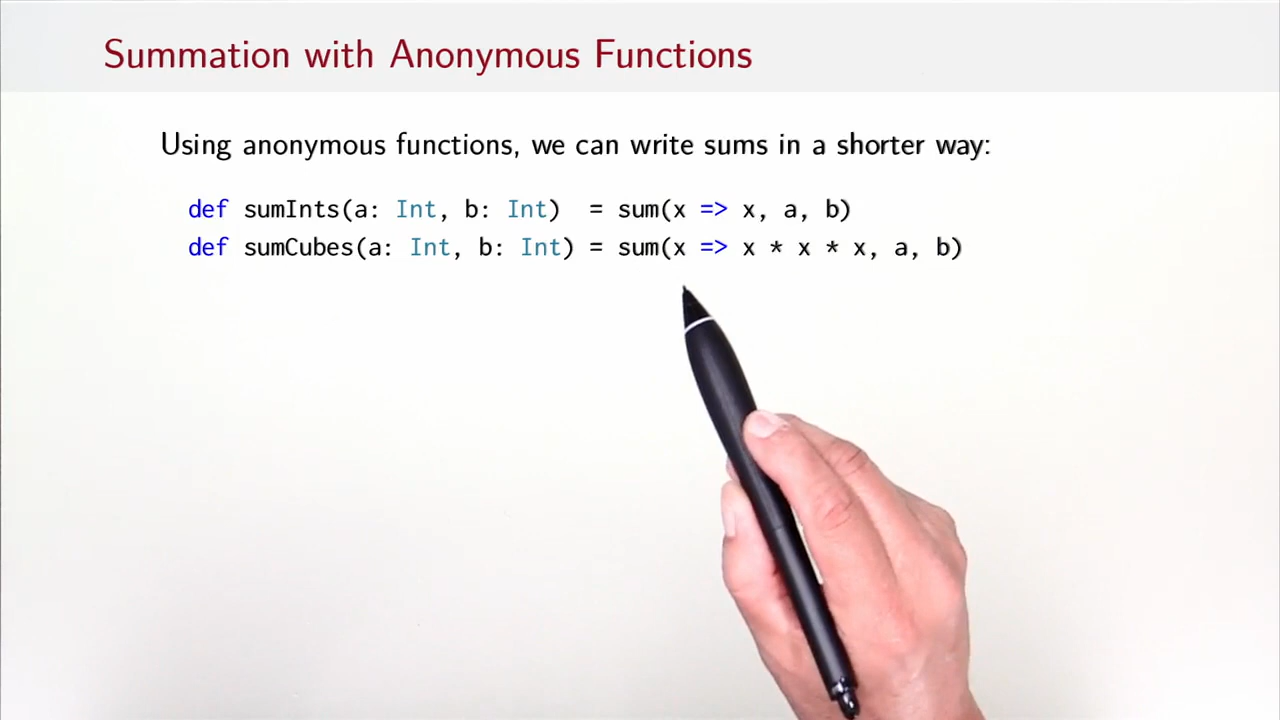 Summation with Anonymous Functions
Using anonymous functions, we can write sums in a shorter way:
def sumInts(a: Int, b: Int)  = sum(x => x, a, b)
def sumCubes(a: Int, b: Int) = sum(x => x * x * x, a, b)